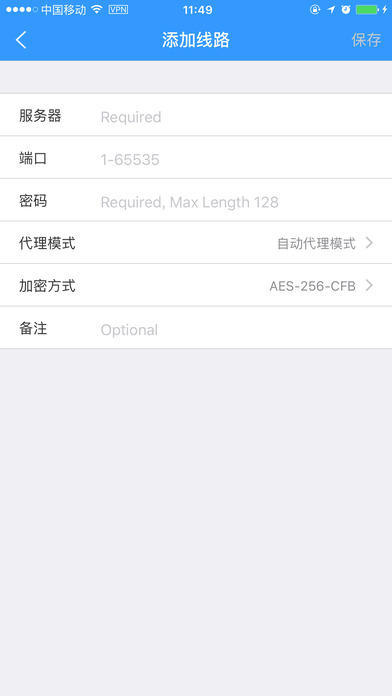 中国移动 VPN 11:49
添加线路 保存
服务器 Required
端口 1-65535
密码 Required, Max Length 128
代理模式 自动代理模式
加密方式 AES-256-CFB
备注 Optional